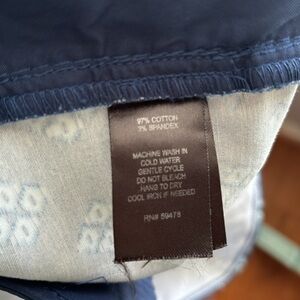 97% COTTON
3% SPANDEX
MACHINE WASH IN
COLD WATER
GENTLE CYCLE
DO NOT BLEACH
HANG TO DRY
COOL IRON IF NEEDED
RN# 59478